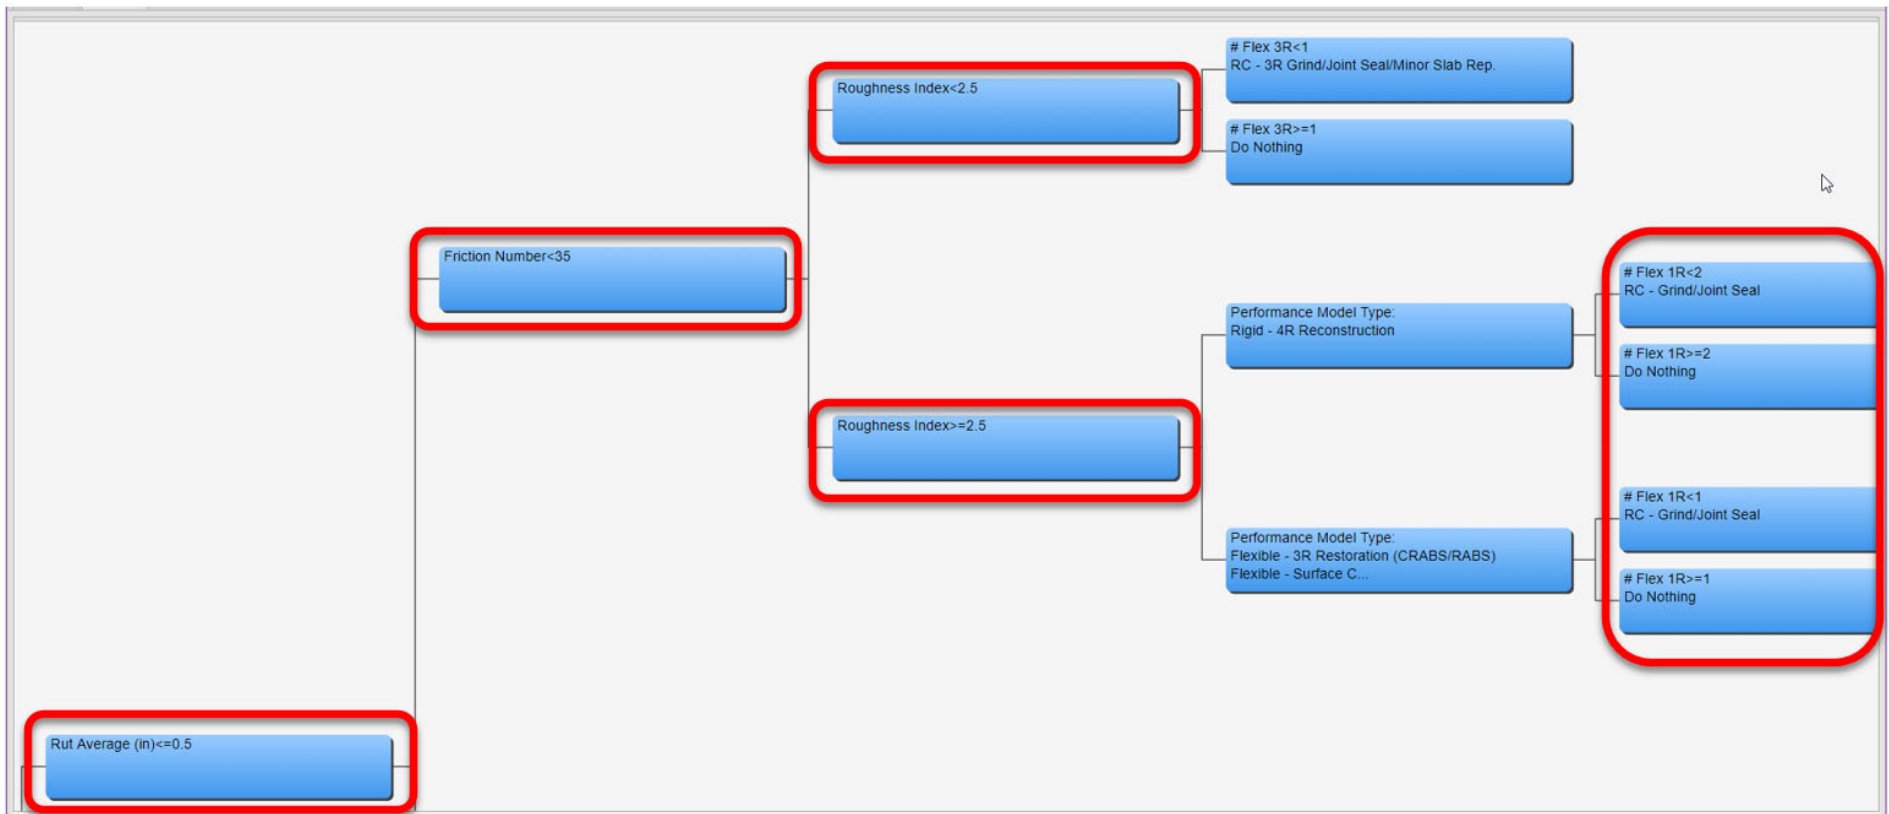 # Flex 3R<1
RC - 3R Grind/Joint Seal/Minor Slab Rep.
Roughness Index<2.5
# Flex 3R>=1
Do Nothing
Friction Number<35
# Flex 1R<2
RC - Grind/Joint Seal
Performance Model Type:
Rigid - 4R Reconstruction
# Flex 1R>=2
Do Nothing
Roughness Index>=2.5
# Flex 1R<1
RC - Grind/Joint Seal
Performance Model Type:
Flexible - 3R Restoration (CRABS/RABS)
Flexible - Surface C...
# Flex 1R>=1
Do Nothing
Rut Average (in)<=0.5